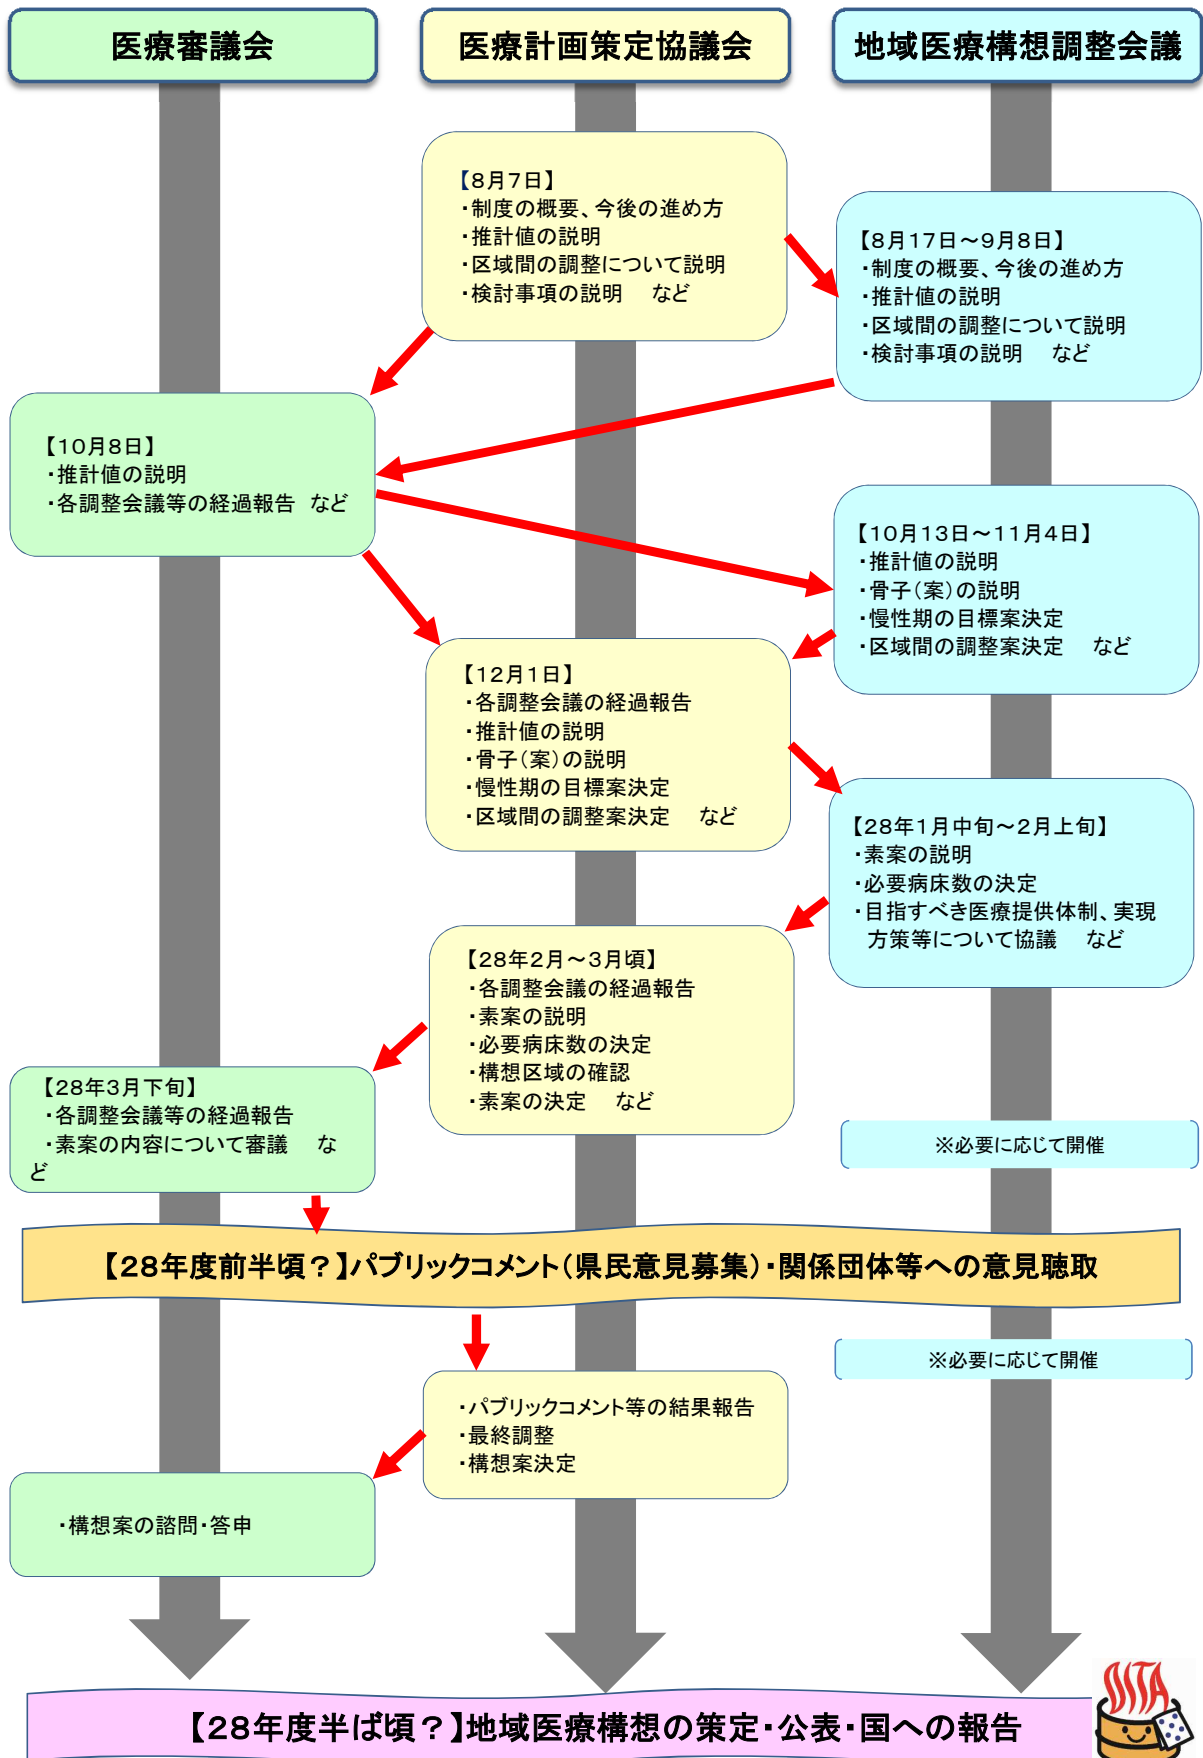 医療審議会
医療計画策定協議会
地域医療構想調整会議
【８月７日】
・制度の概要、今後の進め方
・推計値の説明
・区域間の調整について説明
・検討事項の説明　など
【８月１７日～９月８日】
・制度の概要、今後の進め方
・推計値の説明
・区域間の調整について説明
・検討事項の説明　など
【１０月８日】
・推計値の説明
・各調整会議等の経過報告　など
【１０月１３日～１１月４日】
・推計値の説明
・骨子（案）の説明
・慢性期の目標案決定
・区域間の調整案決定　など
【１２月１日】
・各調整会議の経過報告
・推計値の説明
・骨子（案）の説明
・慢性期の目標案決定
・区域間の調整案決定　など
【２８年１月中旬～２月上旬】
・素案の説明
・必要病床数の決定
・目指すべき医療提供体制、実現
方策等について協議　など
【２８年２月～３月頃】
・各調整会議の経過報告
・素案の説明
・必要病床数の決定
・構想区域の確認
・素案の決定　など
【２８年３月下旬】
・各調整会議等の経過報告
・素案の内容について審議　な
ど
※必要に応じて開催
【２８年度前半頃？】パブリックコメント（県民意見募集）・関係団体等への意見聴取
※必要に応じて開催
・パブリックコメント等の結果報告
・最終調整
・構想案決定
・構想案の諮問・答申
【２８年度半ば頃？】地域医療構想の策定・公表・国への報告
OITA